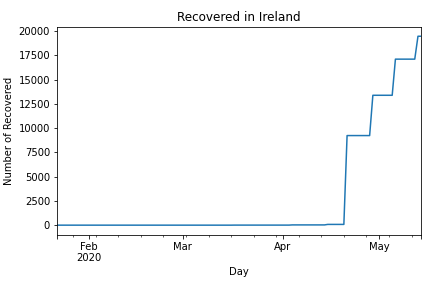 Recovered in Ireland
Number of Recovered
20000
17500
15000
12500
10000
7500
5000
2500
0
Feb
2020
Mar
Apr
May
Day